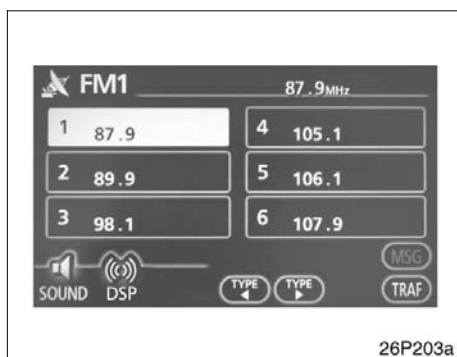 FM1 87.9MHz
1 87.9
4 105.1
2 89.9
5 106.1
3 98.1
6 107.9
MSG
SOUND DSP TYPE TYPE TRAF
26P203a